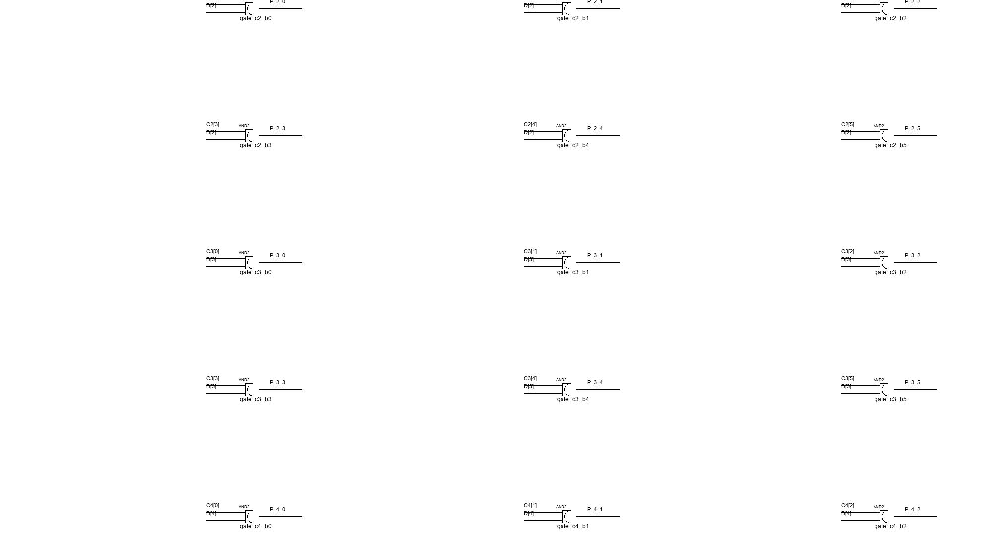 P_2_0 P_2_1 P_2_2
D[2] D[2] D[2]
gate_c2_b0 gate_c2_b1 gate_c2_b2
C2[3] AND2 P_2_3 C2[4] AND2 P_2_4 C2[5] AND2 P_2_5
D[2] D[2] D[2]
gate_c2_b3 gate_c2_b4 gate_c2_b5
C3[0] AND2 P_3_0 C3[1] AND2 P_3_1 C3[2] AND2 P_3_2
D[3] D[3] D[3]
gate_c3_b0 gate_c3_b1 gate_c3_b2
C3[3] AND2 P_3_3 C3[4] AND2 P_3_4 C3[5] AND2 P_3_5
D[3] D[3] D[3]
gate_c3_b3 gate_c3_b4 gate_c3_b5
C4[0] AND2 P_4_0 C4[1] AND2 P_4_1 C4[2] AND2 P_4_2
D[4] D[4] D[4]
gate_c4_b0 gate_c4_b1 gate_c4_b2